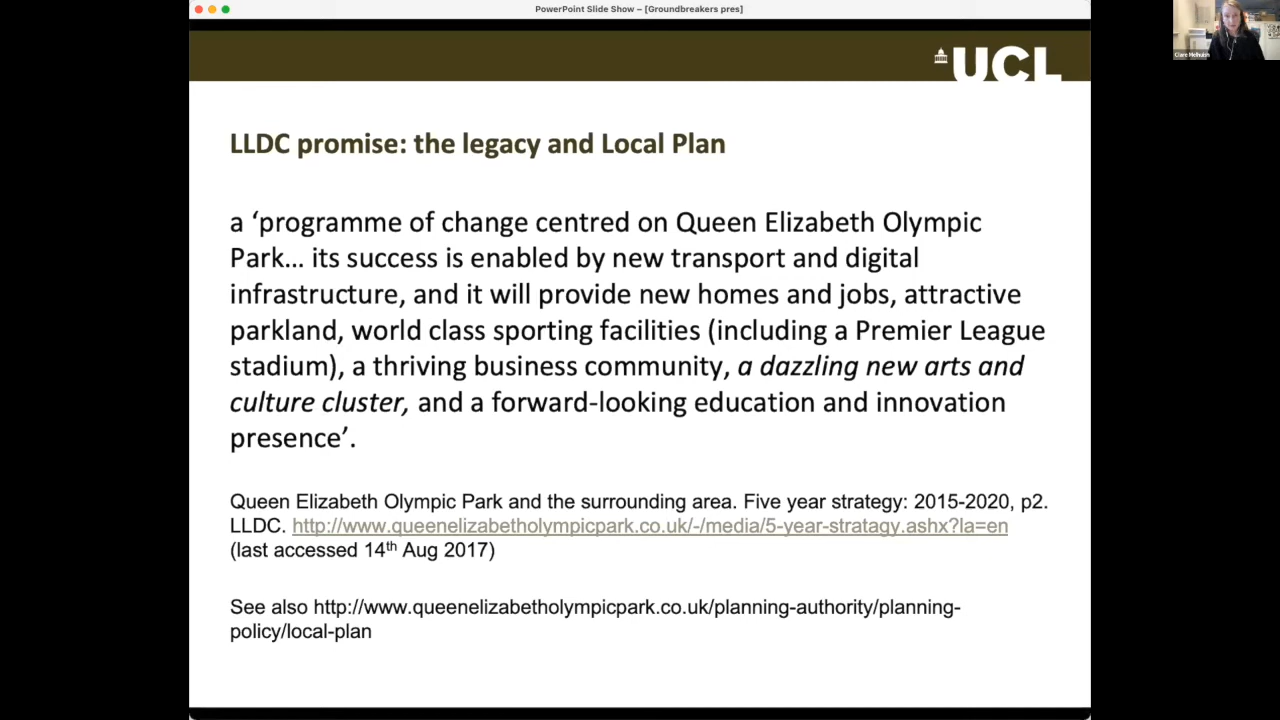 PowerPoint Slide Show – [Groundbreakers pres]
UCL
Clare Melhuish
LLDC promise: the legacy and Local Plan
a ‘programme of change centred on Queen Elizabeth Olympic
Park... its success is enabled by new transport and digital
infrastructure, and it will provide new homes and jobs, attractive
parkland, world class sporting facilities (including a Premier League
stadium), a thriving business community, a dazzling new arts and
culture cluster, and a forward-looking education and innovation
presence’.
Queen Elizabeth Olympic Park and the surrounding area. Five year strategy: 2015-2020, p2.
LLDC. http://www.queenelizabetholympicpark.co.uk/-/media/5-year-stratagy.ashx?la=en
(last accessed 14th Aug 2017)
See also http://www.queenelizabetholympicpark.co.uk/planning-authority/planning-
policy/local-plan